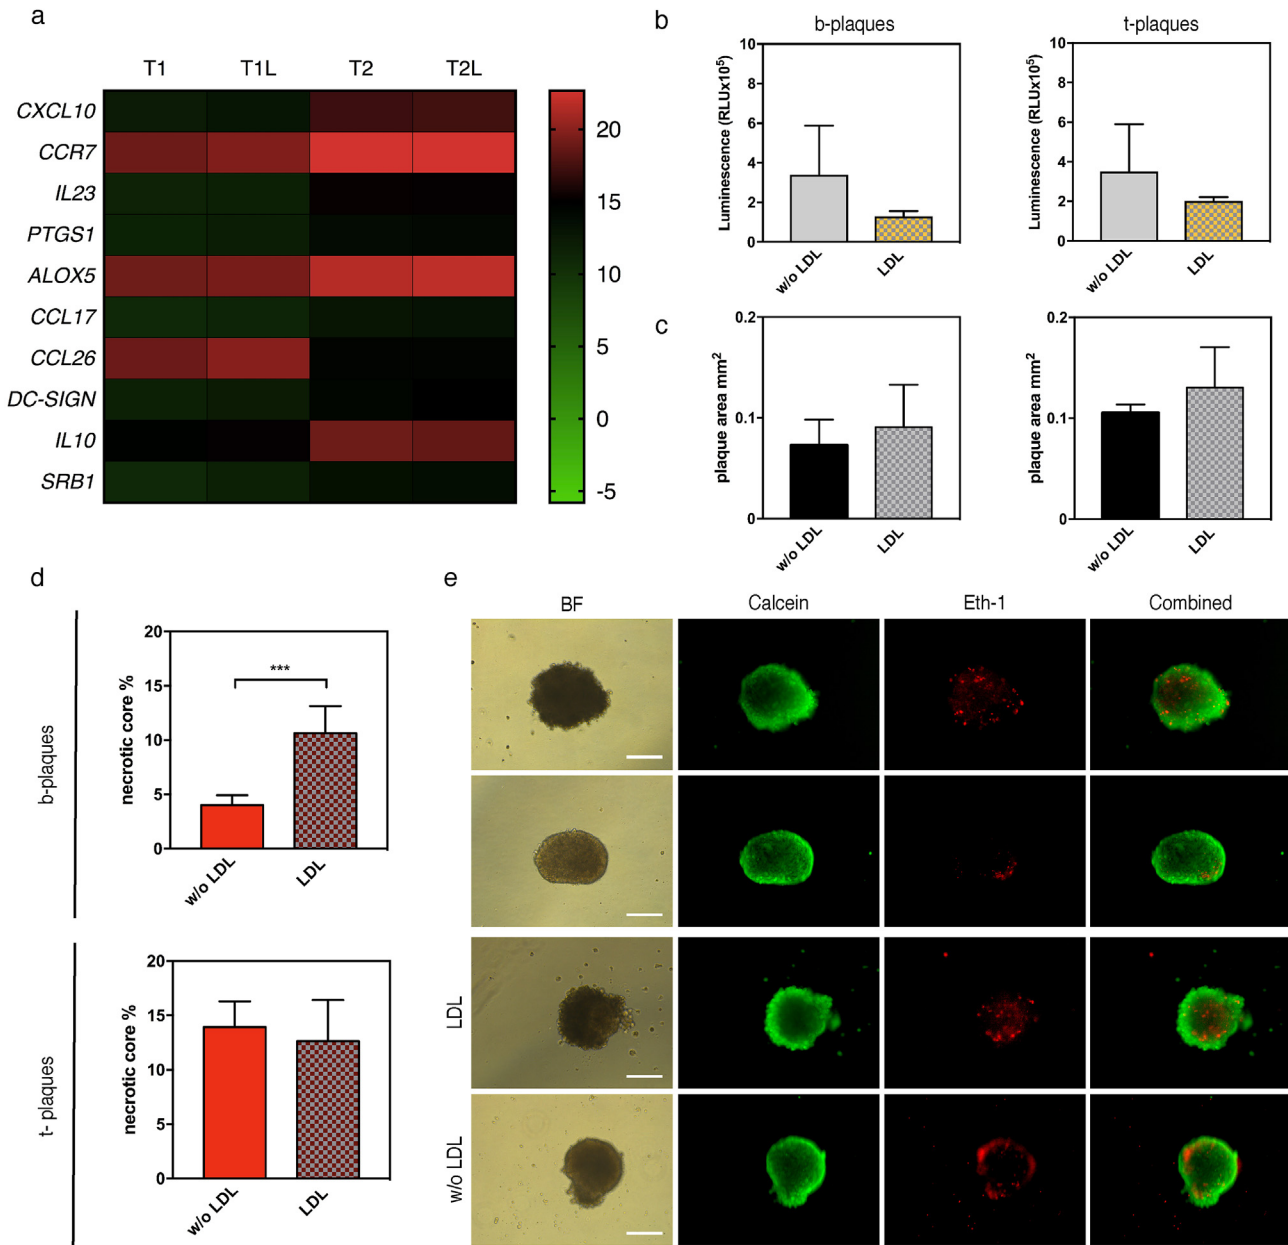 a
T1 T1L T2 T2L
CXCL10
CCR7
IL23
PTGS1
ALOX5
CCL17
CCL26
DC-SIGN
IL10
SRB1
20
15
10
5
0
-5
b
b-plaques
Luminescence (RLUx10⁵)
10
8
6
4
2
0
w/o LDL LDL
t-plaques
Luminescence (RLUx10⁵)
10
8
6
4
2
0
w/o LDL LDL
c
plaque area mm²
0.2
0.1
0
w/o LDL LDL
plaque area mm²
0.2
0.1
0
w/o LDL LDL
d
b-plaques
necrotic core %
20
15
10
5
0
***
w/o LDL LDL
t- plaques
necrotic core %
20
15
10
5
0
w/o LDL LDL
e
BF Calcein Eth-1 Combined
LDL
w/o LDL